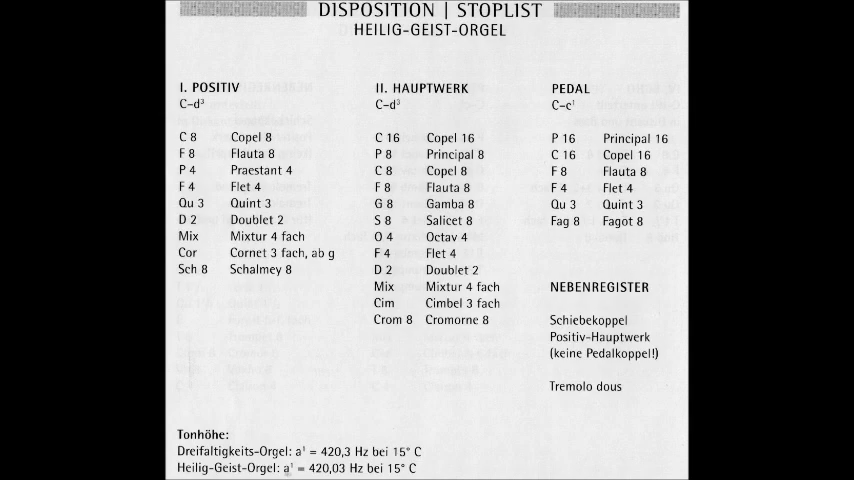 DISPOSITION | STOPLIST
HEILIG-GEIST-ORGEL
I. POSITIV
C–d³
C 8 Copel 8
F 8 Flauta 8
P 4 Praestant 4
F 4 Flet 4
Qu 3 Quint 3
D 2 Doublet 2
Mix Mixtur 4 fach
Cor Cornet 3 fach, ab g
Sch 8 Schalmey 8
II. HAUPTWERK
C–d³
C 16 Copel 16
P 8 Principal 8
C 8 Copel 8
F 8 Flauta 8
G 8 Gamba 8
S 8 Salicet 8
O 4 Octav 4
F 4 Flet 4
D 2 Doublet 2
Mix Mixtur 4 fach
Cim Cimbel 3 fach
Crom 8 Cromorne 8
PEDAL
C–c¹
P 16 Principal 16
C 16 Copel 16
F 8 Flauta 8
F 4 Flet 4
Qu 3 Quint 3
Fag 8 Fagot 8
NEBENREGISTER
Schiebekoppel
Positiv-Hauptwerk
(keine Pedalkoppel!)
Tremolo dous
Tonhöhe:
Dreifaltigkeits-Orgel: a¹ = 420,3 Hz bei 15° C
Heilig-Geist-Orgel: a¹ = 420,03 Hz bei 15° C